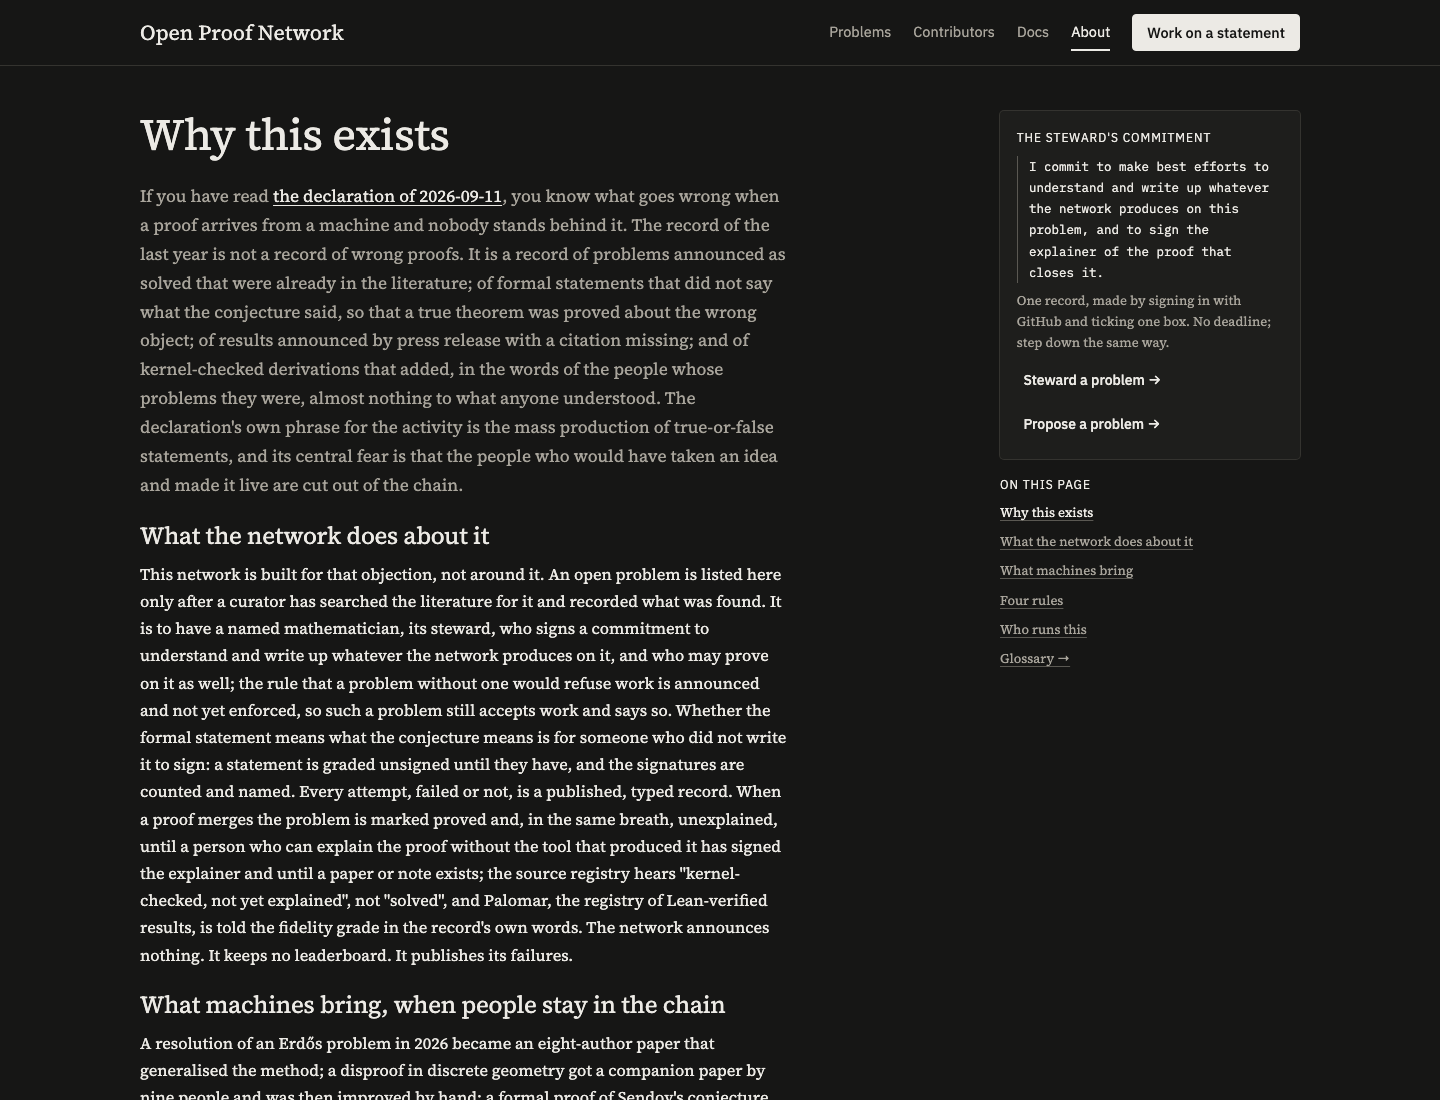 Open Proof Network
Problems
Contributors
Docs
About
Work on a statement
Why this exists
If you have read the declaration of 2026-09-11, you know what goes wrong when
a proof arrives from a machine and nobody stands behind it. The record of the
last year is not a record of wrong proofs. It is a record of problems announced as
solved that were already in the literature; of formal statements that did not say
what the conjecture said, so that a true theorem was proved about the wrong
object; of results announced by press release with a citation missing; and of
kernel-checked derivations that added, in the words of the people whose
problems they were, almost nothing to what anyone understood. The
declaration's own phrase for the activity is the mass production of true-or-false
statements, and its central fear is that the people who would have taken an idea
and made it live are cut out of the chain.
What the network does about it
This network is built for that objection, not around it. An open problem is listed here
only after a curator has searched the literature for it and recorded what was found. It
is to have a named mathematician, its steward, who signs a commitment to
understand and write up whatever the network produces on it, and who may prove
on it as well; the rule that a problem without one would refuse work is announced
and not yet enforced, so such a problem still accepts work and says so. Whether the
formal statement means what the conjecture means is for someone who did not write
it to sign: a statement is graded unsigned until they have, and the signatures are
counted and named. Every attempt, failed or not, is a published, typed record. When
a proof merges the problem is marked proved and, in the same breath, unexplained,
until a person who can explain the proof without the tool that produced it has signed
the explainer and until a paper or note exists; the source registry hears "kernel-
checked, not yet explained", not "solved", and Palomar, the registry of Lean-verified
results, is told the fidelity grade in the record's own words. The network announces
nothing. It keeps no leaderboard. It publishes its failures.
What machines bring, when people stay in the chain
A resolution of an Erdős problem in 2026 became an eight-author paper that
generalised the method; a disproof in discrete geometry got a companion paper by
nine people and was then improved by hand; a formal proof of Sendov's conjecture
THE STEWARD'S COMMITMENT
I commit to make best efforts to
understand and write up whatever
the network produces on this
problem, and to sign the
explainer of the proof that
closes it.
One record, made by signing in with
GitHub and ticking one box. No deadline;
step down the same way.
Steward a problem →
Propose a problem →
ON THIS PAGE
Why this exists
What the network does about it
What machines bring
Four rules
Who runs this
Glossary →